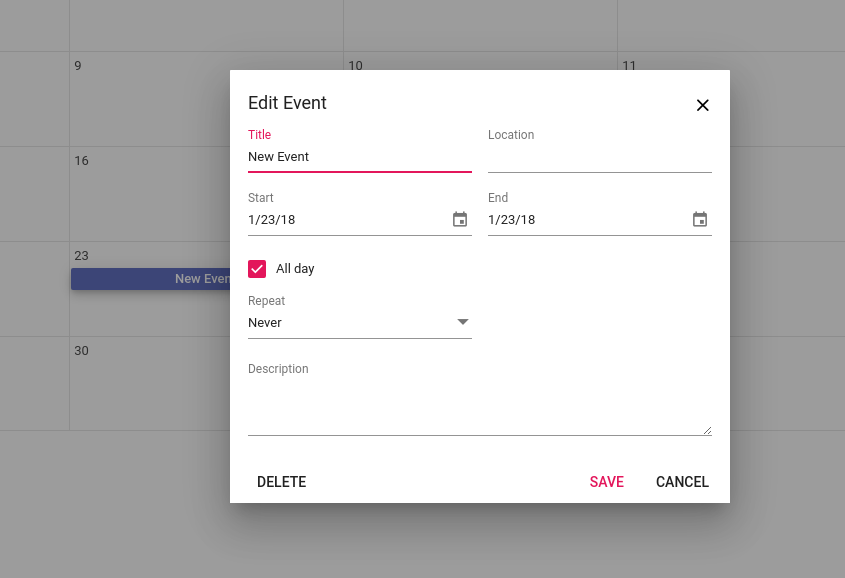 9 10 11
Edit Event
Title Location
New Event
16
Start End
1/23/18 1/23/18
23
All day
New Even
Repeat
Never
30
Description
DELETE SAVE CANCEL